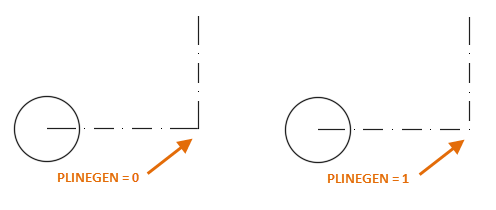 PLINEGEN = 0
PLINEGEN = 1